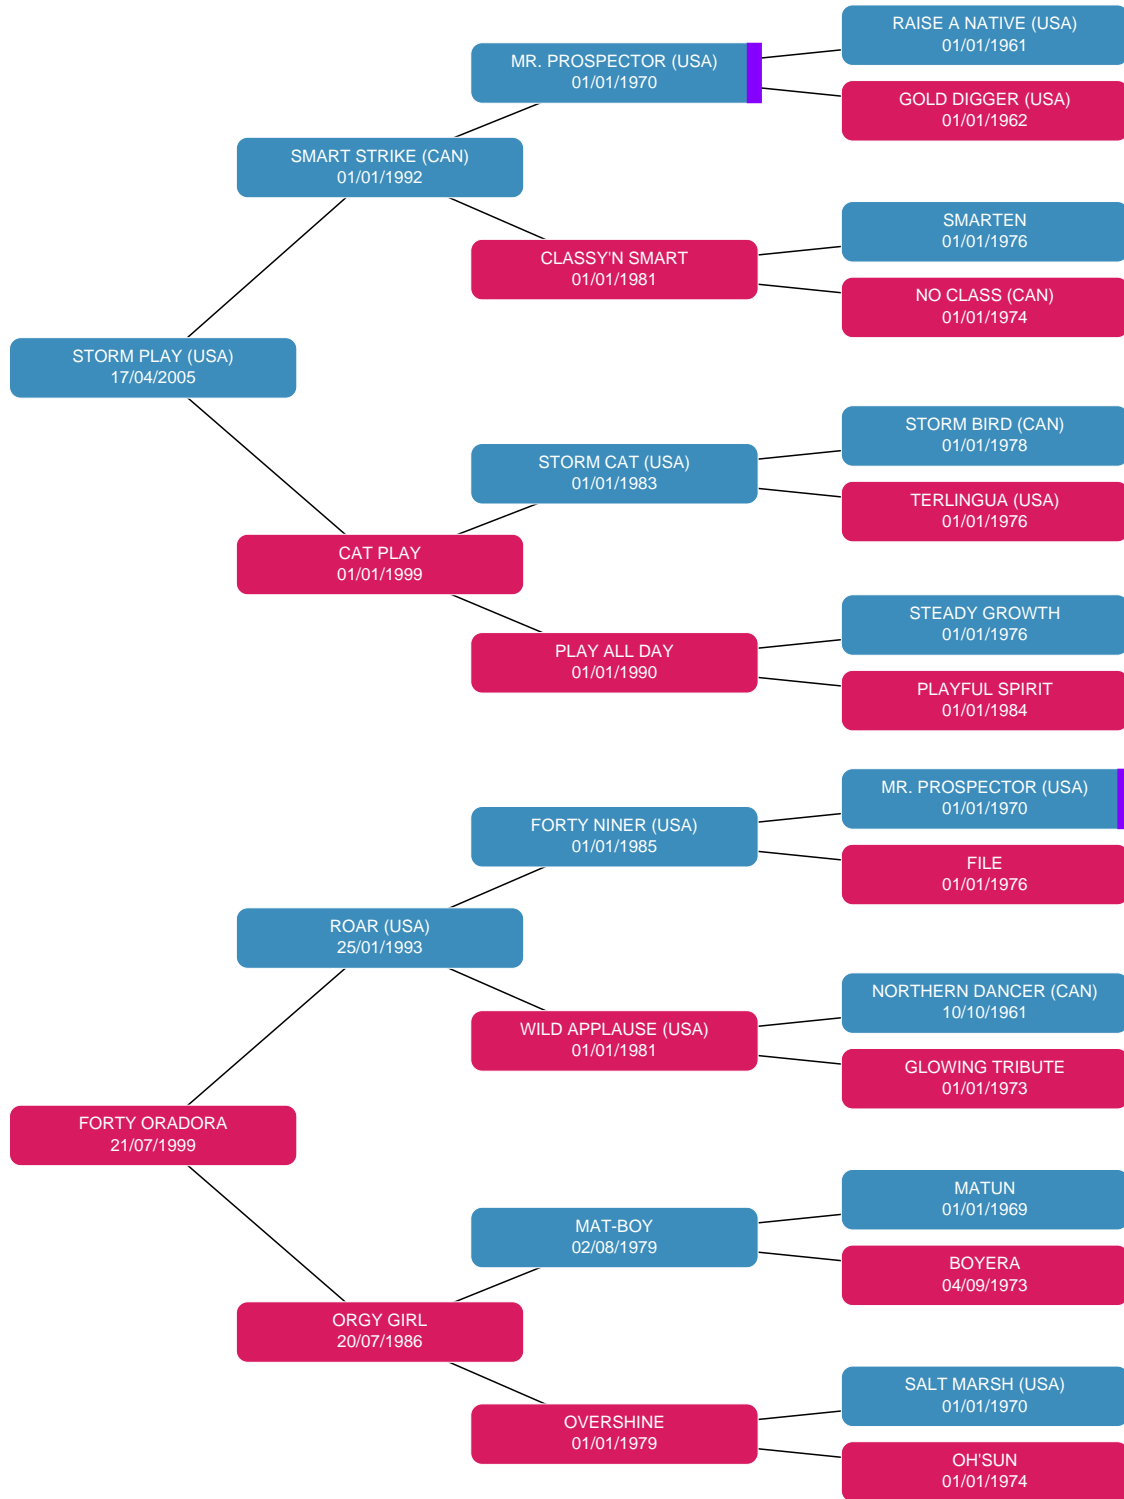 RAISE A NATIVE (USA)
01/01/1961
MR. PROSPECTOR (USA)
01/01/1970
GOLD DIGGER (USA)
01/01/1962
SMART STRIKE (CAN)
01/01/1992
SMARTEN
01/01/1976
CLASSY'N SMART
01/01/1981
NO CLASS (CAN)
01/01/1974
STORM PLAY (USA)
17/04/2005
STORM BIRD (CAN)
01/01/1978
STORM CAT (USA)
01/01/1983
TERLINGUA (USA)
01/01/1976
CAT PLAY
01/01/1999
STEADY GROWTH
01/01/1976
PLAY ALL DAY
01/01/1990
PLAYFUL SPIRIT
01/01/1984
MR. PROSPECTOR (USA)
01/01/1970
FORTY NINER (USA)
01/01/1985
FILE
01/01/1976
ROAR (USA)
25/01/1993
NORTHERN DANCER (CAN)
10/10/1961
WILD APPLAUSE (USA)
01/01/1981
GLOWING TRIBUTE
01/01/1973
FORTY ORADORA
21/07/1999
MATUN
01/01/1969
MAT-BOY
02/08/1979
BOYERA
04/09/1973
ORGY GIRL
20/07/1986
SALT MARSH (USA)
01/01/1970
OVERSHINE
01/01/1979
OH'SUN
01/01/1974